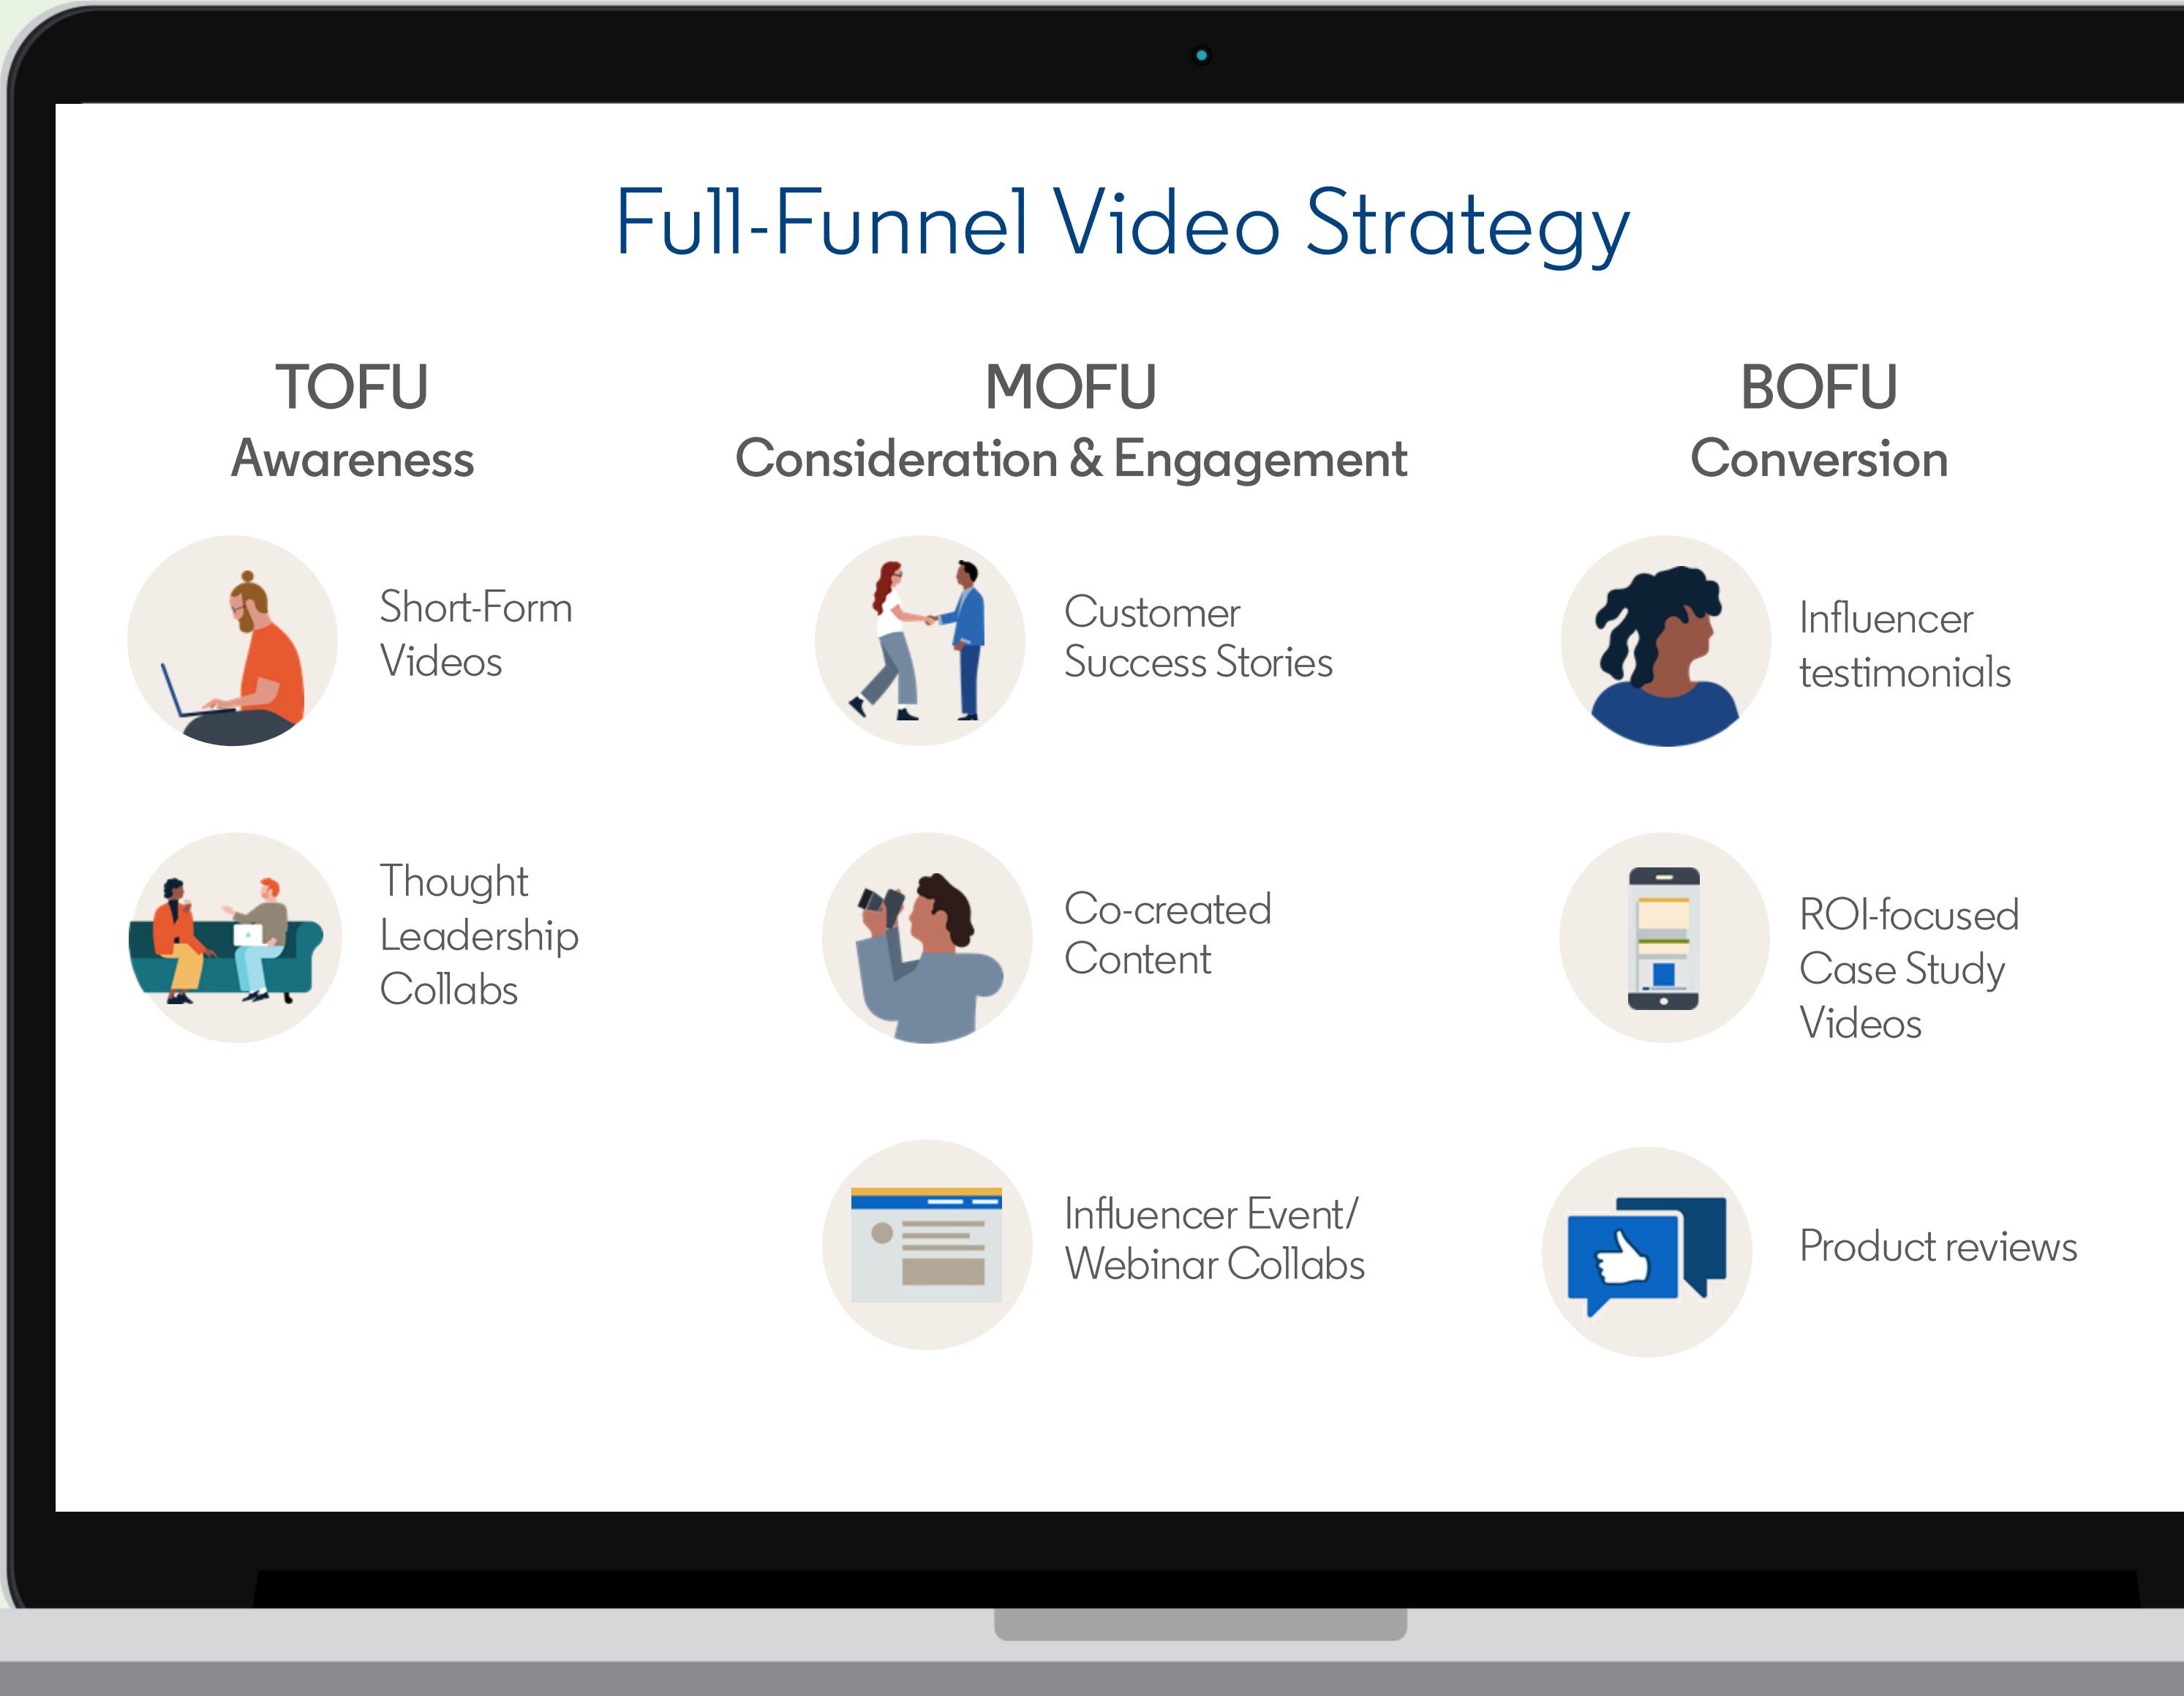 Full-Funnel Video Strategy
TOFU
Awareness
Short-Form
Videos
Thought
Leadership
Collabs
MOFU
Consideration & Engagement
Customer
Success Stories
Co-created
Content
Influencer Event/
Webinar Collabs
BOFU
Conversion
Influencer
testimonials
ROI-focused
Case Study
Videos
Product reviews